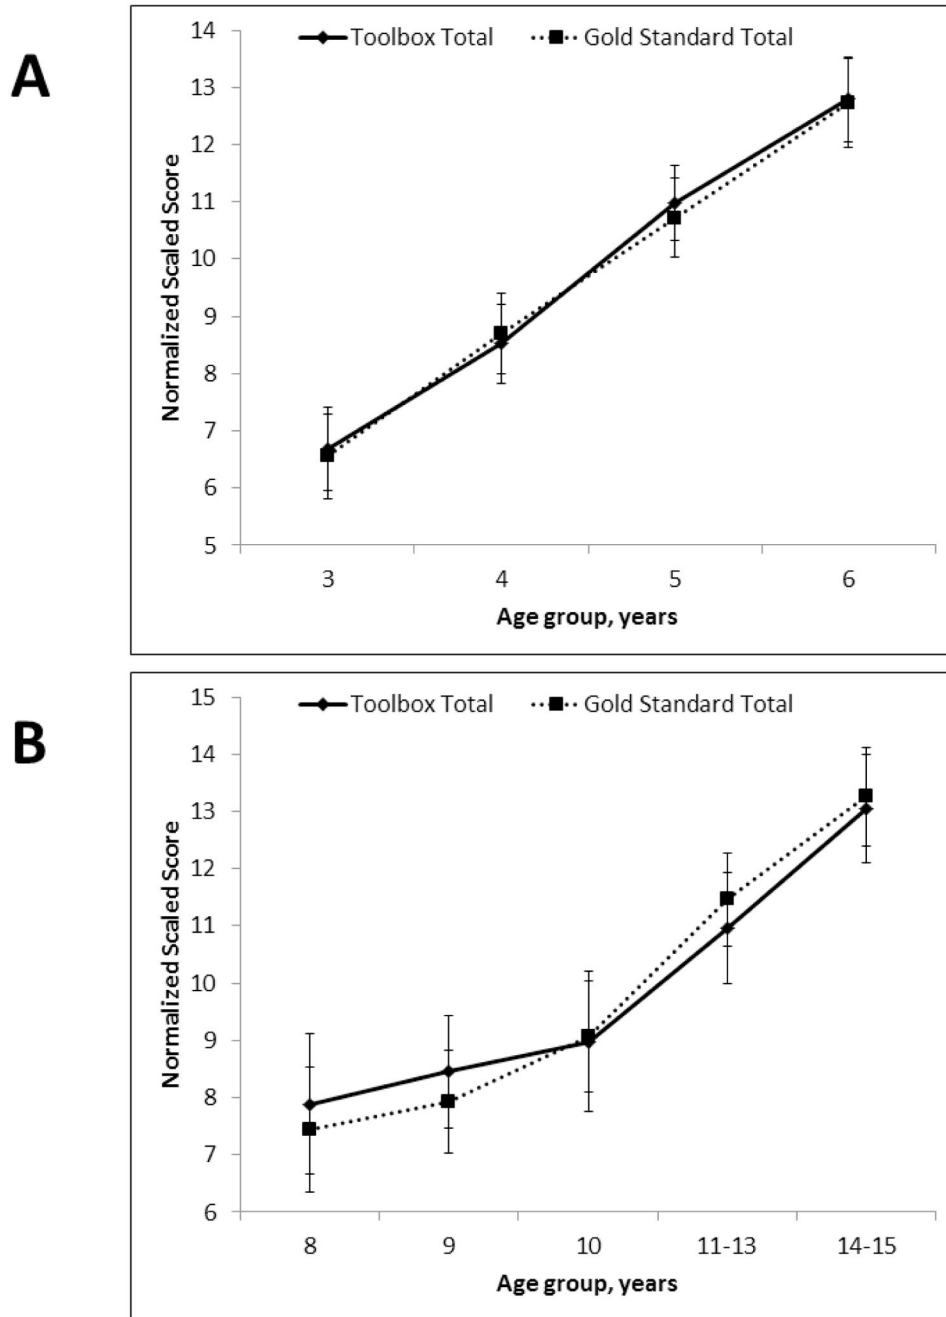 A
Toolbox Total Gold Standard Total
14
13
12
11
10
9
8
7
6
5
Normalized Scaled Score
3 4 5 6
Age group, years
B
Toolbox Total Gold Standard Total
15
14
13
12
11
10
9
8
7
6
Normalized Scaled Score
8 9 10 11-13 14-15
Age group, years